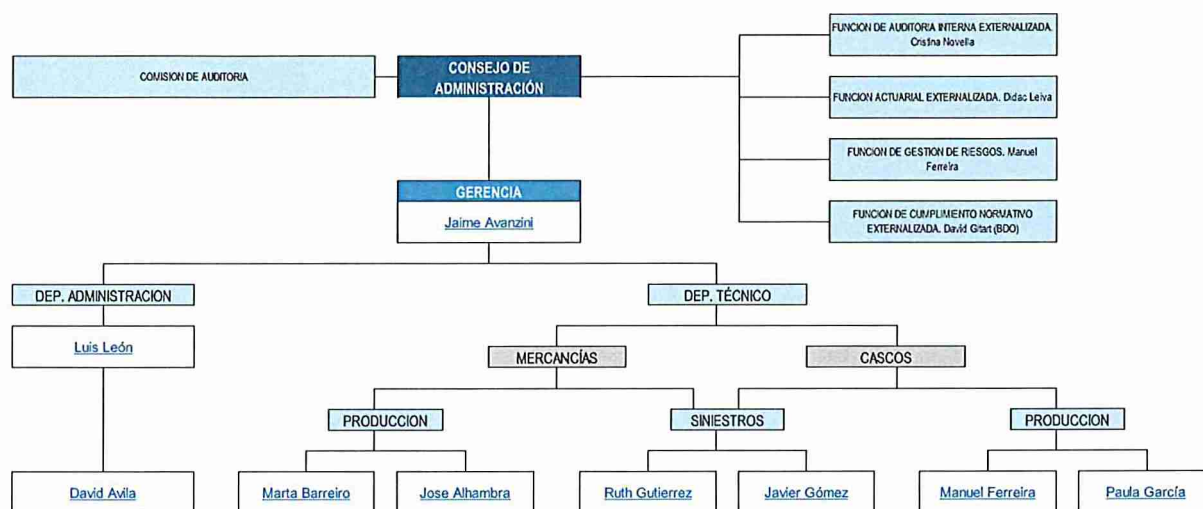 FUNCION DE AUDITORIA INTERNA EXTERNALIZADA.
Cristina Novella
COMISION DE AUDITORIA
CONSEJO DE
ADMINISTRACIÓN
FUNCION ACTUARIAL EXTERNALIZADA. Didac Leiva
FUNCION DE GESTION DE RIESGOS. Manuel
Ferreira
GERENCIA
Jaime Avanzini
FUNCION DE CUMPLIMENTO NORMATIVO
EXTERNALIZADA. David Gitart (BDO)
DEP. ADMINISTRACION
DEP. TÉCNICO
Luis León
MERCANCÍAS
CASCOS
PRODUCCION
SINIESTROS
PRODUCCION
David Avila
Marta Barreiro
Jose Alhambra
Ruth Gutierrez
Javier Gómez
Manuel Ferreira
Paula García